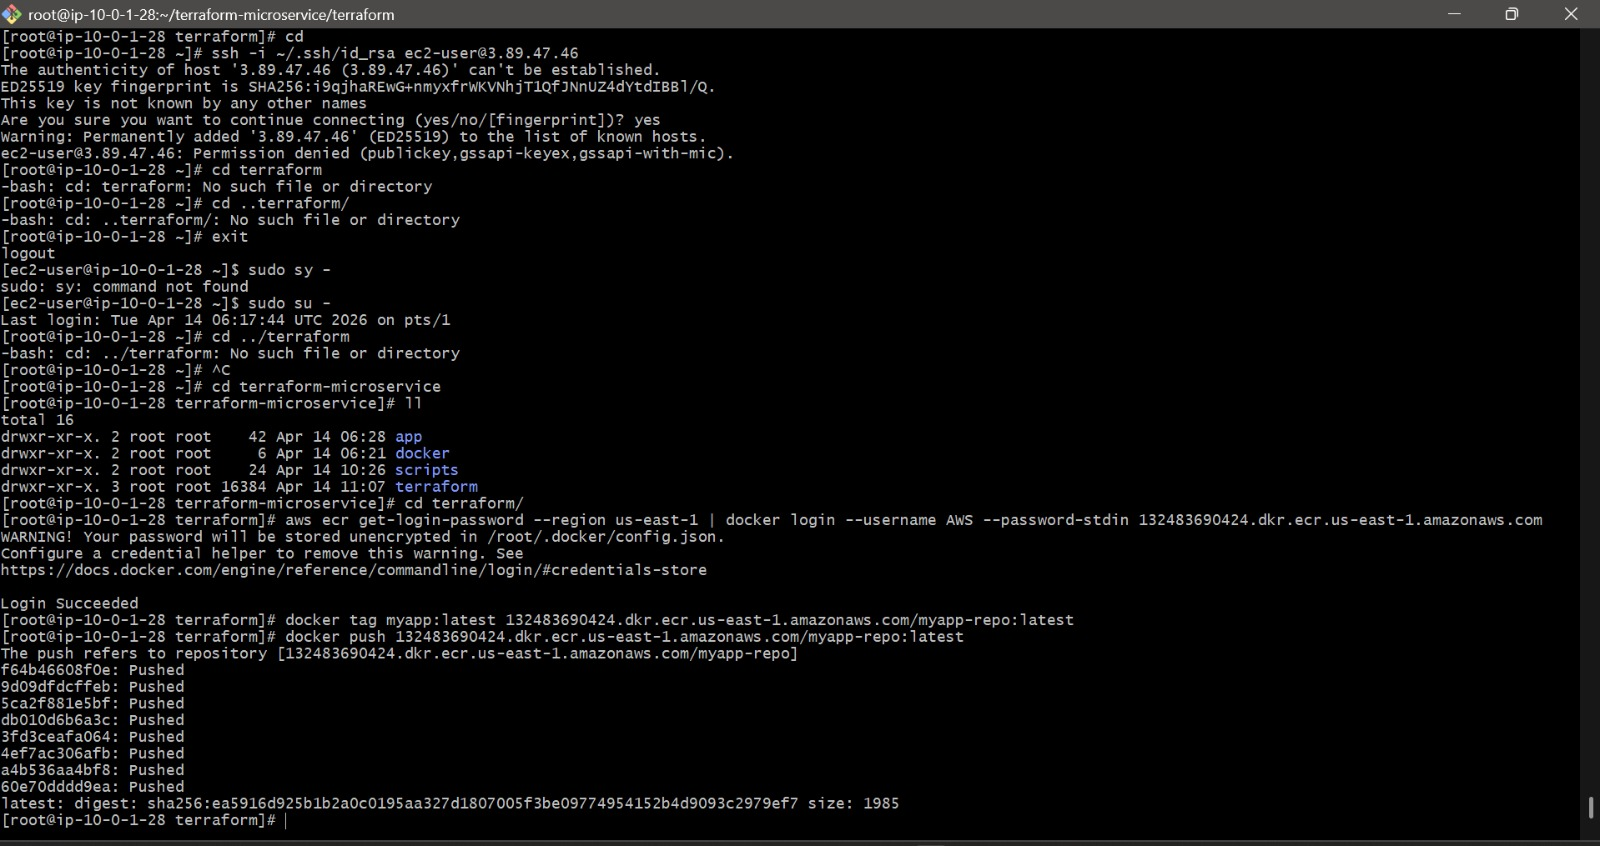 root@ip-10-0-1-28:~/terraform-microservice/terraform
[root@ip-10-0-1-28 terraform]# cd
[root@ip-10-0-1-28 ~]# ssh -i ~/.ssh/id_rsa ec2-user@3.89.47.46
The authenticity of host '3.89.47.46 (3.89.47.46)' can't be established.
ED25519 key fingerprint is SHA256:i9qjhaREwG+nmyxfrWKVNhjT1QfJNnUZ4dYtdIBBl/Q.
This key is not known by any other names
Are you sure you want to continue connecting (yes/no/[fingerprint])? yes
Warning: Permanently added '3.89.47.46' (ED25519) to the list of known hosts.
ec2-user@3.89.47.46: Permission denied (publickey,gssapi-keyex,gssapi-with-mic).
[root@ip-10-0-1-28 ~]# cd terraform
-bash: cd: terraform: No such file or directory
[root@ip-10-0-1-28 ~]# cd ..terraform/
-bash: cd: ..terraform/: No such file or directory
[root@ip-10-0-1-28 ~]# exit
logout
[ec2-user@ip-10-0-1-28 ~]$ sudo sy -
sudo: sy: command not found
[ec2-user@ip-10-0-1-28 ~]$ sudo su -
Last login: Tue Apr 14 06:17:44 UTC 2026 on pts/1
[root@ip-10-0-1-28 ~]# cd ../terraform
-bash: cd: ../terraform: No such file or directory
[root@ip-10-0-1-28 ~]# ^C
[root@ip-10-0-1-28 ~]# cd terraform-microservice
[root@ip-10-0-1-28 terraform-microservice]# ll
total 16
drwxr-xr-x. 2 root root    42 Apr 14 06:28 app
drwxr-xr-x. 2 root root     6 Apr 14 06:21 docker
drwxr-xr-x. 2 root root    24 Apr 14 10:26 scripts
drwxr-xr-x. 3 root root 16384 Apr 14 11:07 terraform
[root@ip-10-0-1-28 terraform-microservice]# cd terraform/
[root@ip-10-0-1-28 terraform]# aws ecr get-login-password --region us-east-1 | docker login --username AWS --password-stdin 132483690424.dkr.ecr.us-east-1.amazonaws.com
WARNING! Your password will be stored unencrypted in /root/.docker/config.json.
Configure a credential helper to remove this warning. See
https://docs.docker.com/engine/reference/commandline/login/#credentials-store
Login Succeeded
[root@ip-10-0-1-28 terraform]# docker tag myapp:latest 132483690424.dkr.ecr.us-east-1.amazonaws.com/myapp-repo:latest
[root@ip-10-0-1-28 terraform]# docker push 132483690424.dkr.ecr.us-east-1.amazonaws.com/myapp-repo:latest
The push refers to repository [132483690424.dkr.ecr.us-east-1.amazonaws.com/myapp-repo]
f64b46608f0e: Pushed
9d09dfdcffeb: Pushed
5ca2f881e5bf: Pushed
db010d6b6a3c: Pushed
3fd3ceafa064: Pushed
4ef7ac306afb: Pushed
a4b536aa4bf8: Pushed
60e70dddd9ea: Pushed
latest: digest: sha256:ea5916d925b1b2a0c0195aa327d1807005f3be09774954152b4d9093c2979ef7 size: 1985
[root@ip-10-0-1-28 terraform]#